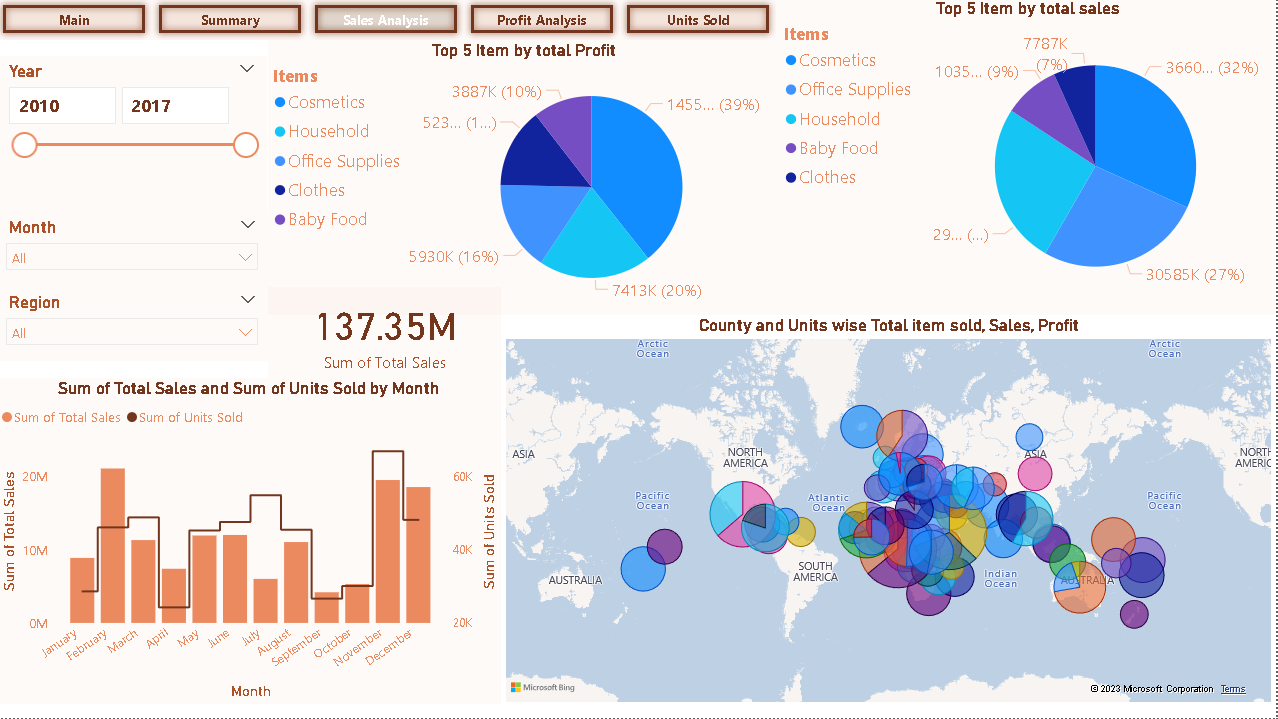 Main
Summary
Sales Analysis
Profit Analysis
Units Sold
Year
2010
2017
Month
All
Region
All
Top 5 Item by total Profit
Items
Cosmetics
Household
Office Supplies
Clothes
Baby Food
3887K (10%)
1455... (39%)
523... (1...)
5930K (16%)
7413K (20%)
Top 5 Item by total sales
Items
Cosmetics
Office Supplies
Household
Baby Food
Clothes
7787K
(7%)
1035... (9%)
3660... (32%)
29... (...)
30585K (27%)
137.35M
Sum of Total Sales
Sum of Total Sales and Sum of Units Sold by Month
Sum of Total Sales
Sum of Units Sold
Sum of Total Sales
20M
10M
0M
60K
40K
20K
Sum of Units Sold
January
February
March
April
May
June
July
August
September
October
November
December
Month
County and Units wise Total item sold, Sales, Profit
Arctic
Ocean
Arctic
Ocean
ASIA
NORTH
AMERICA
ASIA
NORTH
AMERIC
Pacific
Ocean
Atlantic
Ocean
Pacific
Ocean
AUSTRALIA
SOUTH
AMERICA
Indian
Ocean
AUSTRALIA
Microsoft Bing
© 2023 Microsoft Corporation
Terms